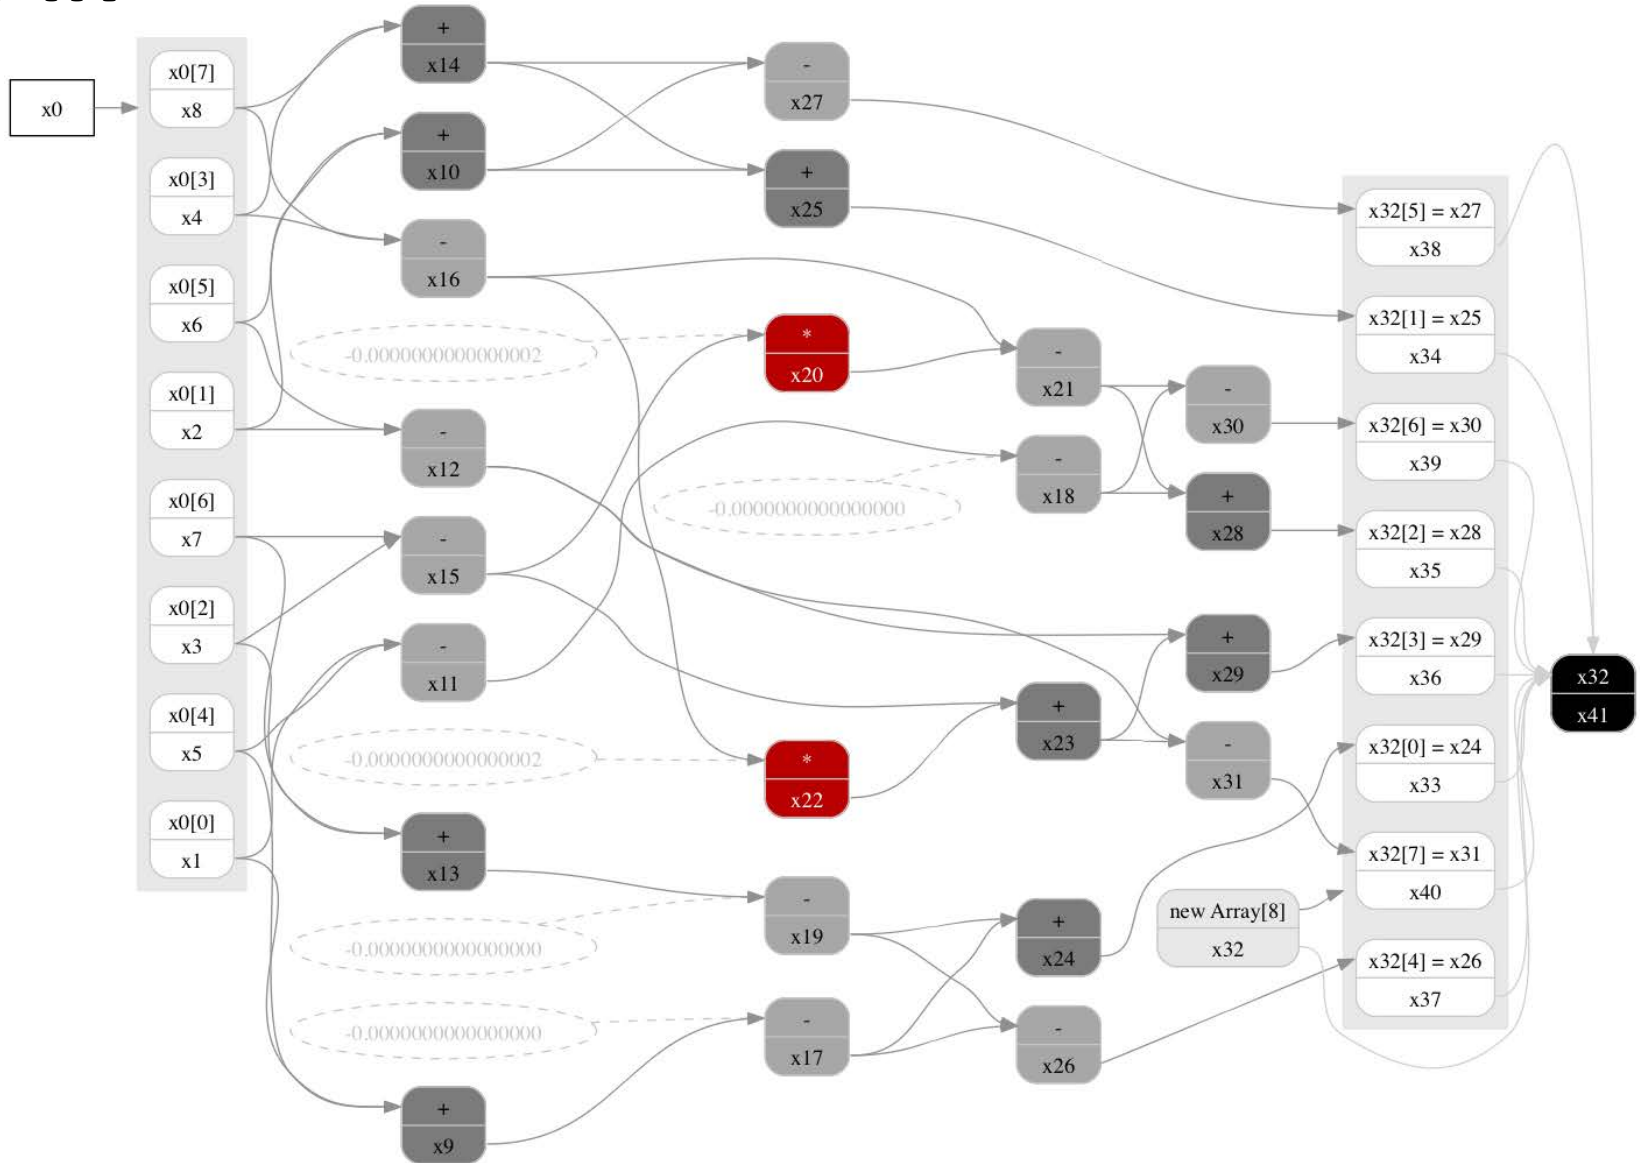 x0
x0[7]
x8
x0[3]
x4
x0[5]
x6
x0[1]
x2
x0[6]
x7
x0[2]
x3
x0[4]
x5
x0[0]
x1
+
x14
+
x10
-
x16
-0.0000000000000002
-
x12
-
x15
-
x11
-0.0000000000000002
+
x13
-0.0000000000000000
-0.0000000000000000
+
x9
-
x27
+
x25
*
x20
-0.0000000000000000
*
x22
-
x19
-
x17
-
x21
-
x18
+
x23
+
x24
-
x26
-
x30
+
x28
+
x29
-
x31
new Array[8]
x32
x32[5] = x27
x38
x32[1] = x25
x34
x32[6] = x30
x39
x32[2] = x28
x35
x32[3] = x29
x36
x32[0] = x24
x33
x32[7] = x31
x40
x32[4] = x26
x37
x32
x41